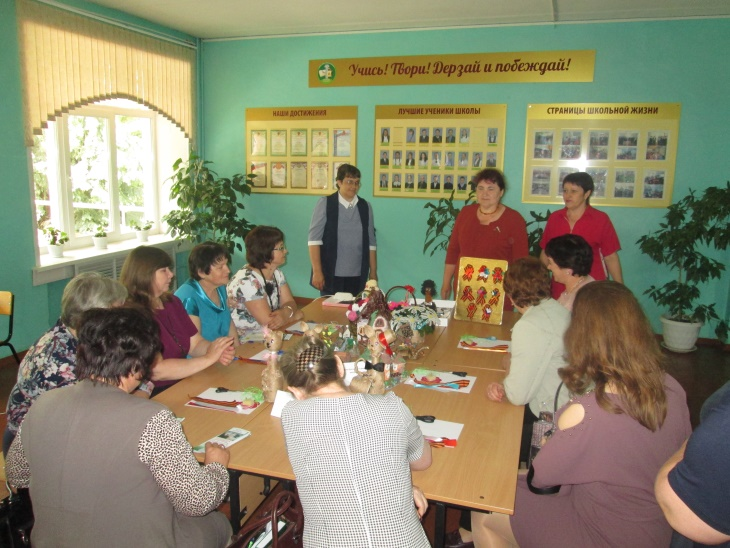 Учись! Твори! Дерзай и побеждай!
НАШИ ДОСТИЖЕНИЯ
ЛУЧШИЕ УЧЕНИКИ ШКОЛЫ
СТРАНИЦЫ ШКОЛЬНОЙ ЖИЗНИ